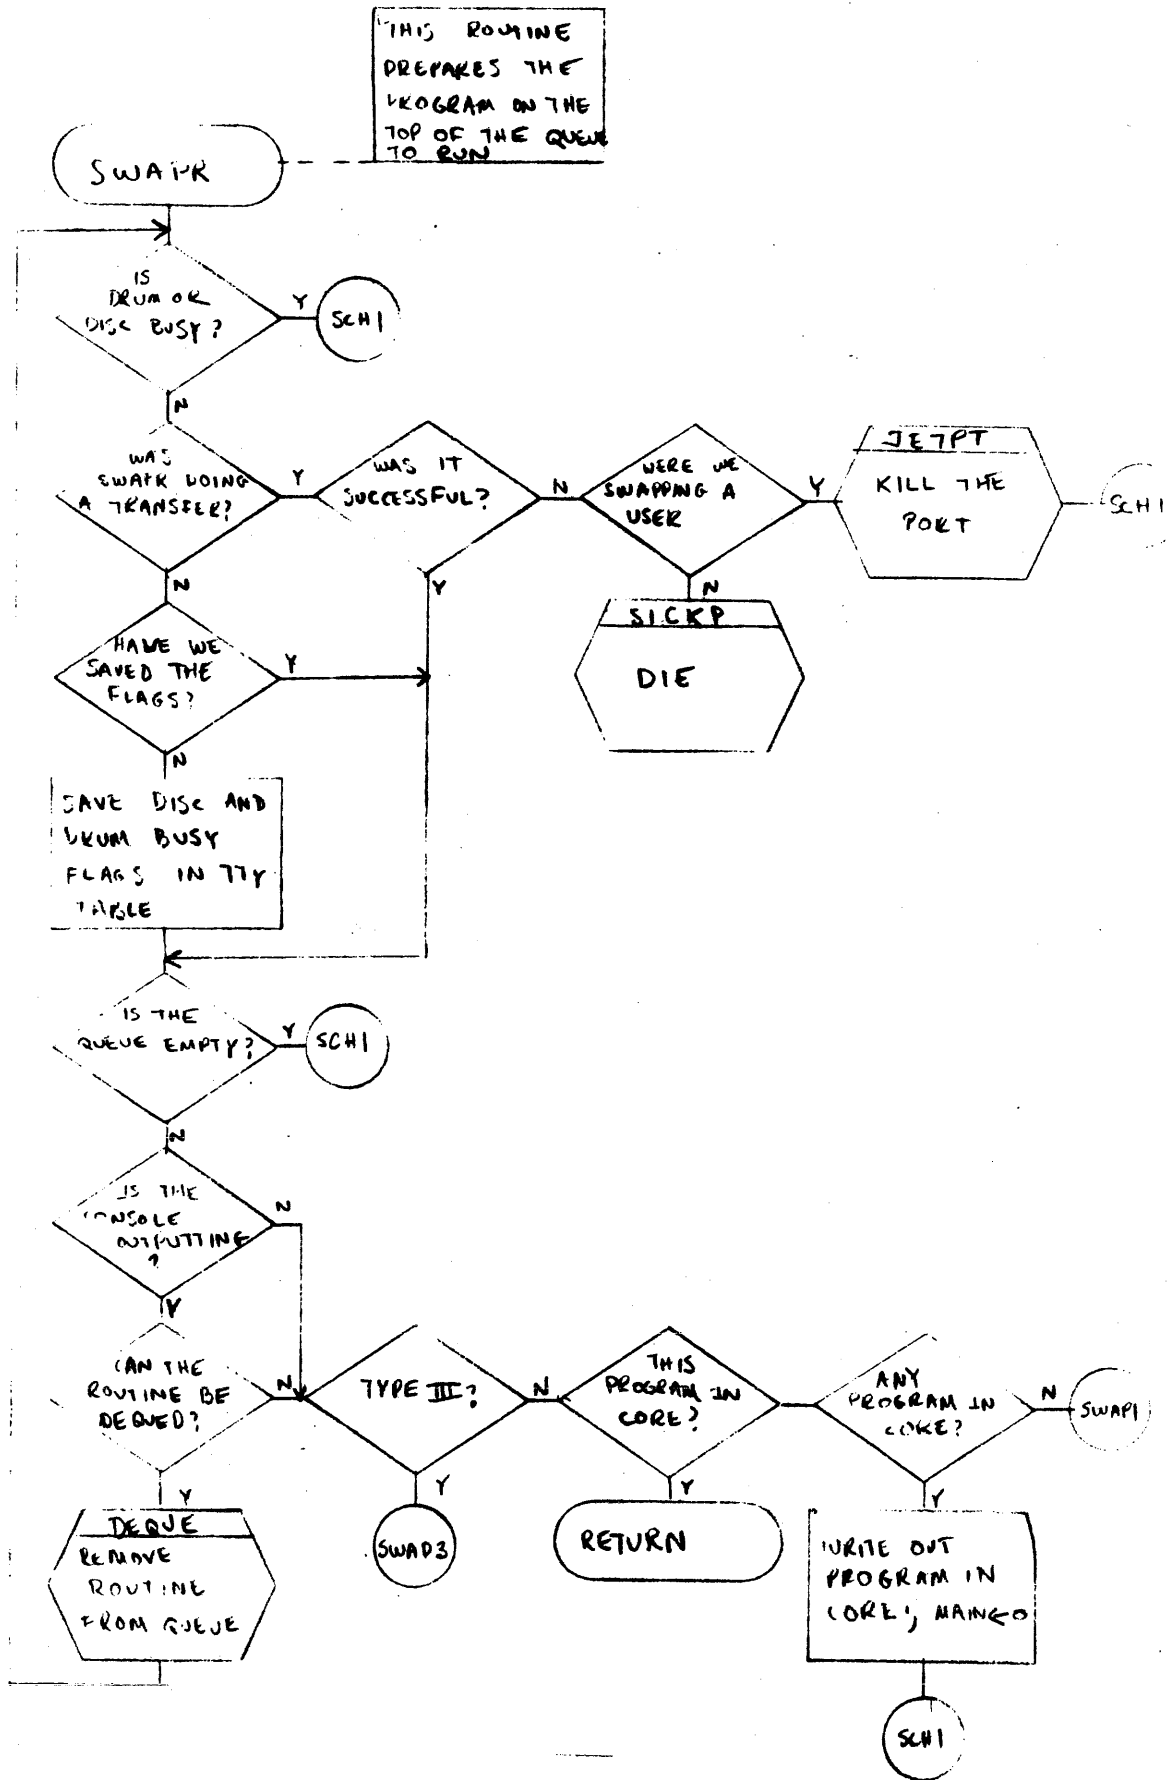 THIS ROUTINE
PREPARES THE
PROGRAM ON THE
TOP OF THE QUEUE
TO RUN
SWAPR
IS
DRUM OR
DISC BUSY?
Y
SCH1
N
WAS
SWAPR DOING
A TRANSFER?
Y
WAS IT
SUCCESSFUL?
N
WERE WE
SWAPPING A
USER
Y
JETPT
KILL THE
PORT
SCH1
N
Y
N
SICKP
DIE
HAVE WE
SAVED THE
FLAGS?
Y
N
SAVE DISC AND
DRUM BUSY
FLAGS IN TTY
TABLE
IS THE
QUEUE EMPTY?
Y
SCH1
N
IS THE
CONSOLE
OUTPUTTING
?
N
Y
CAN THE
ROUTINE BE
DEQUED?
N
TYPE III?
N
THIS
PROGRAM IN
CORE?
ANY
PROGRAM IN
CORE?
N
SWAP1
Y
Y
Y
Y
DEQUE
REMOVE
ROUTINE
FROM QUEUE
SWAP3
RETURN
WRITE OUT
PROGRAM IN
CORE; MAIN←0
SCH1